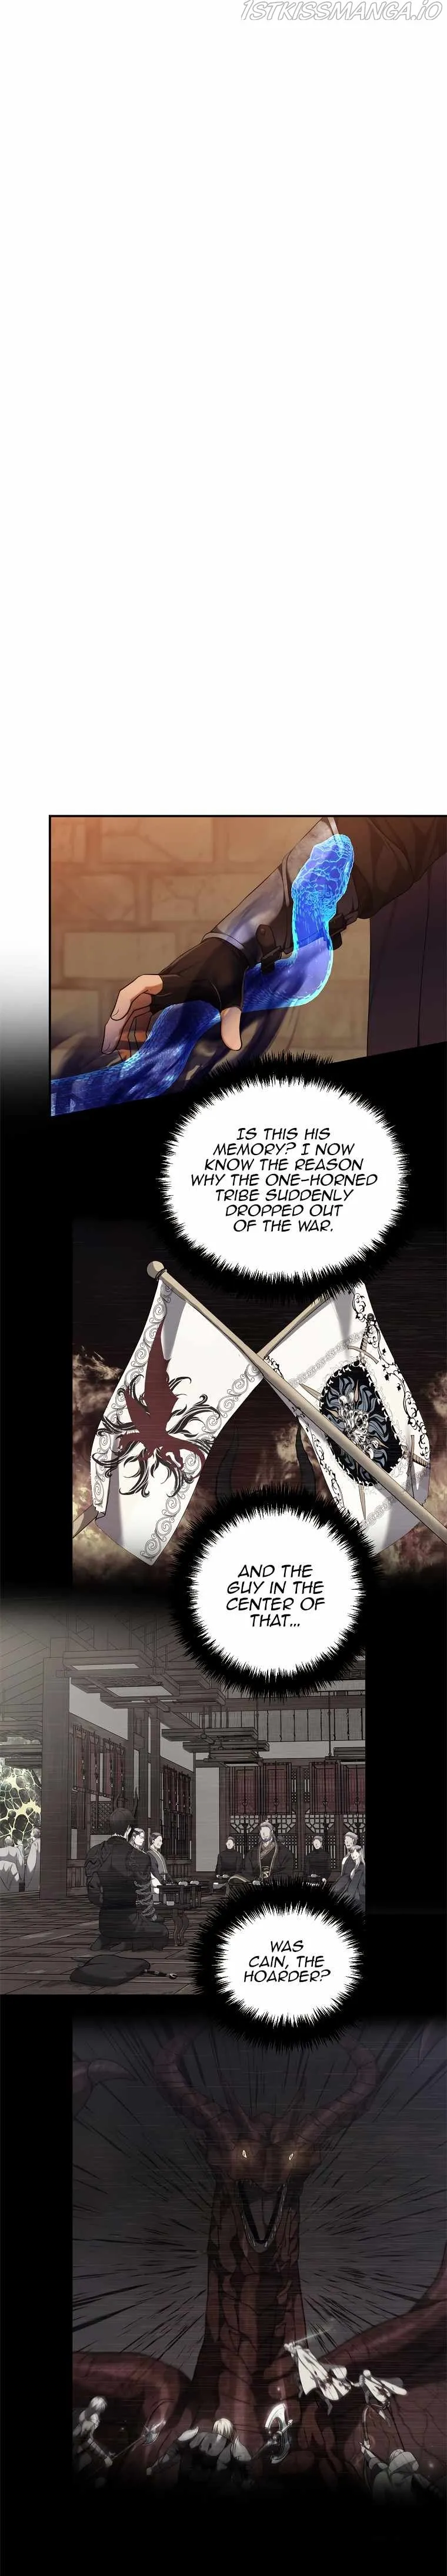 1STKISSMANGA.IO
IS THIS HIS
MEMORY? I NOW
KNOW THE REASON
WHY THE ONE-HORNED
TRIBE SUDDENLY
DROPPED OUT
OF THE WAR.
AND THE
GUY IN THE
CENTER OF
THAT...
WAS
CAIN, THE
HOARDER?